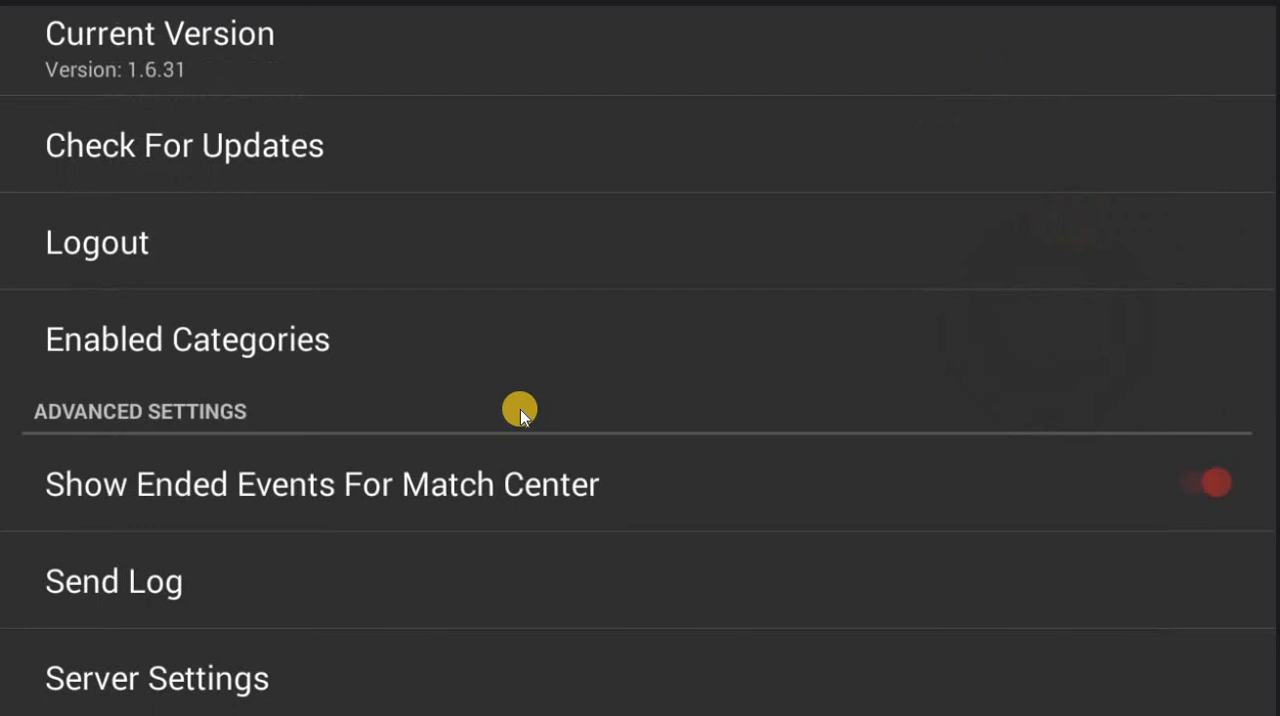 Current Version
Version: 1.6.31
Check For Updates
Logout
Enabled Categories
ADVANCED SETTINGS
Show Ended Events For Match Center
Send Log
Server Settings